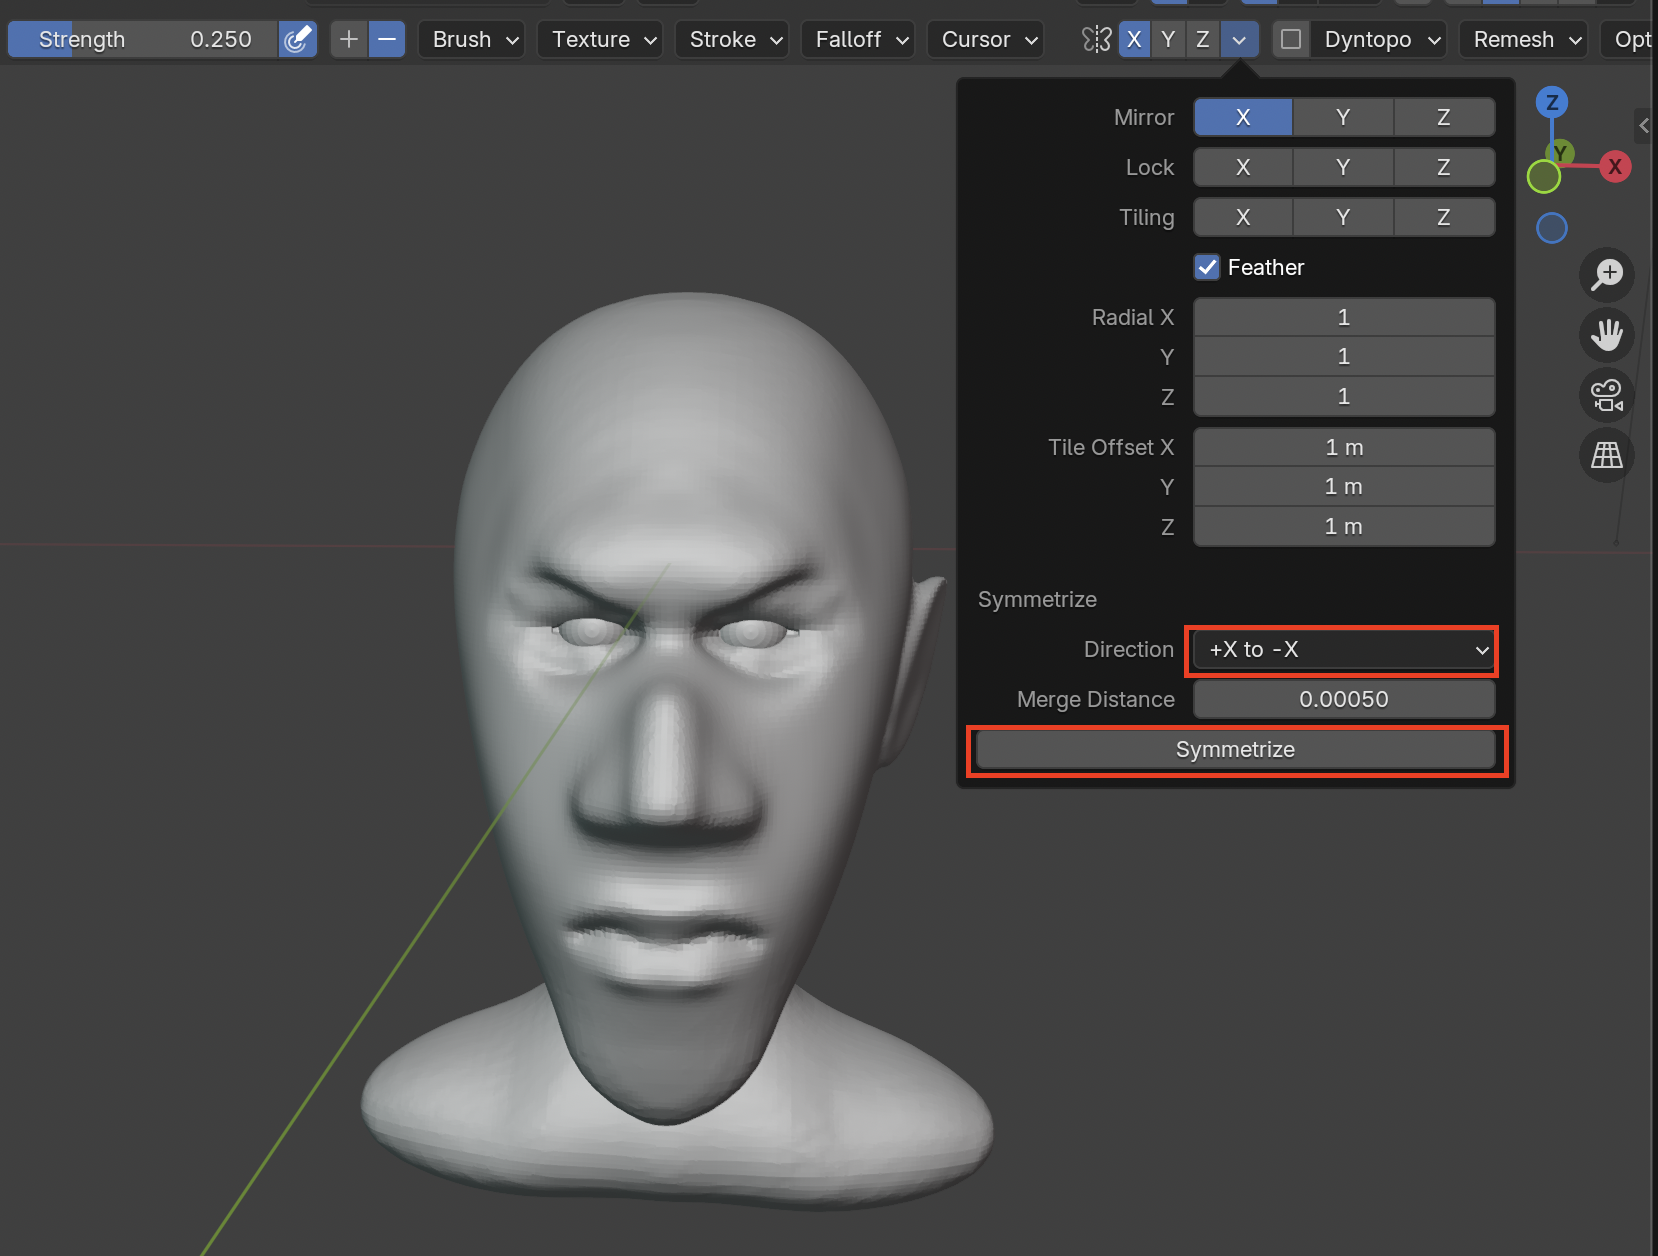 Strength 0.250 Brush Texture Stroke Falloff Cursor X Y Z Dyntopo Remesh Opt
Mirror X Y Z
Lock X Y Z
Tiling X Y Z
Feather
Radial X 1
Y 1
Z 1
Tile Offset X 1 m
Y 1 m
Z 1 m
Symmetrize
Direction +X to -X
Merge Distance 0.00050
Symmetrize
Z
Y
X